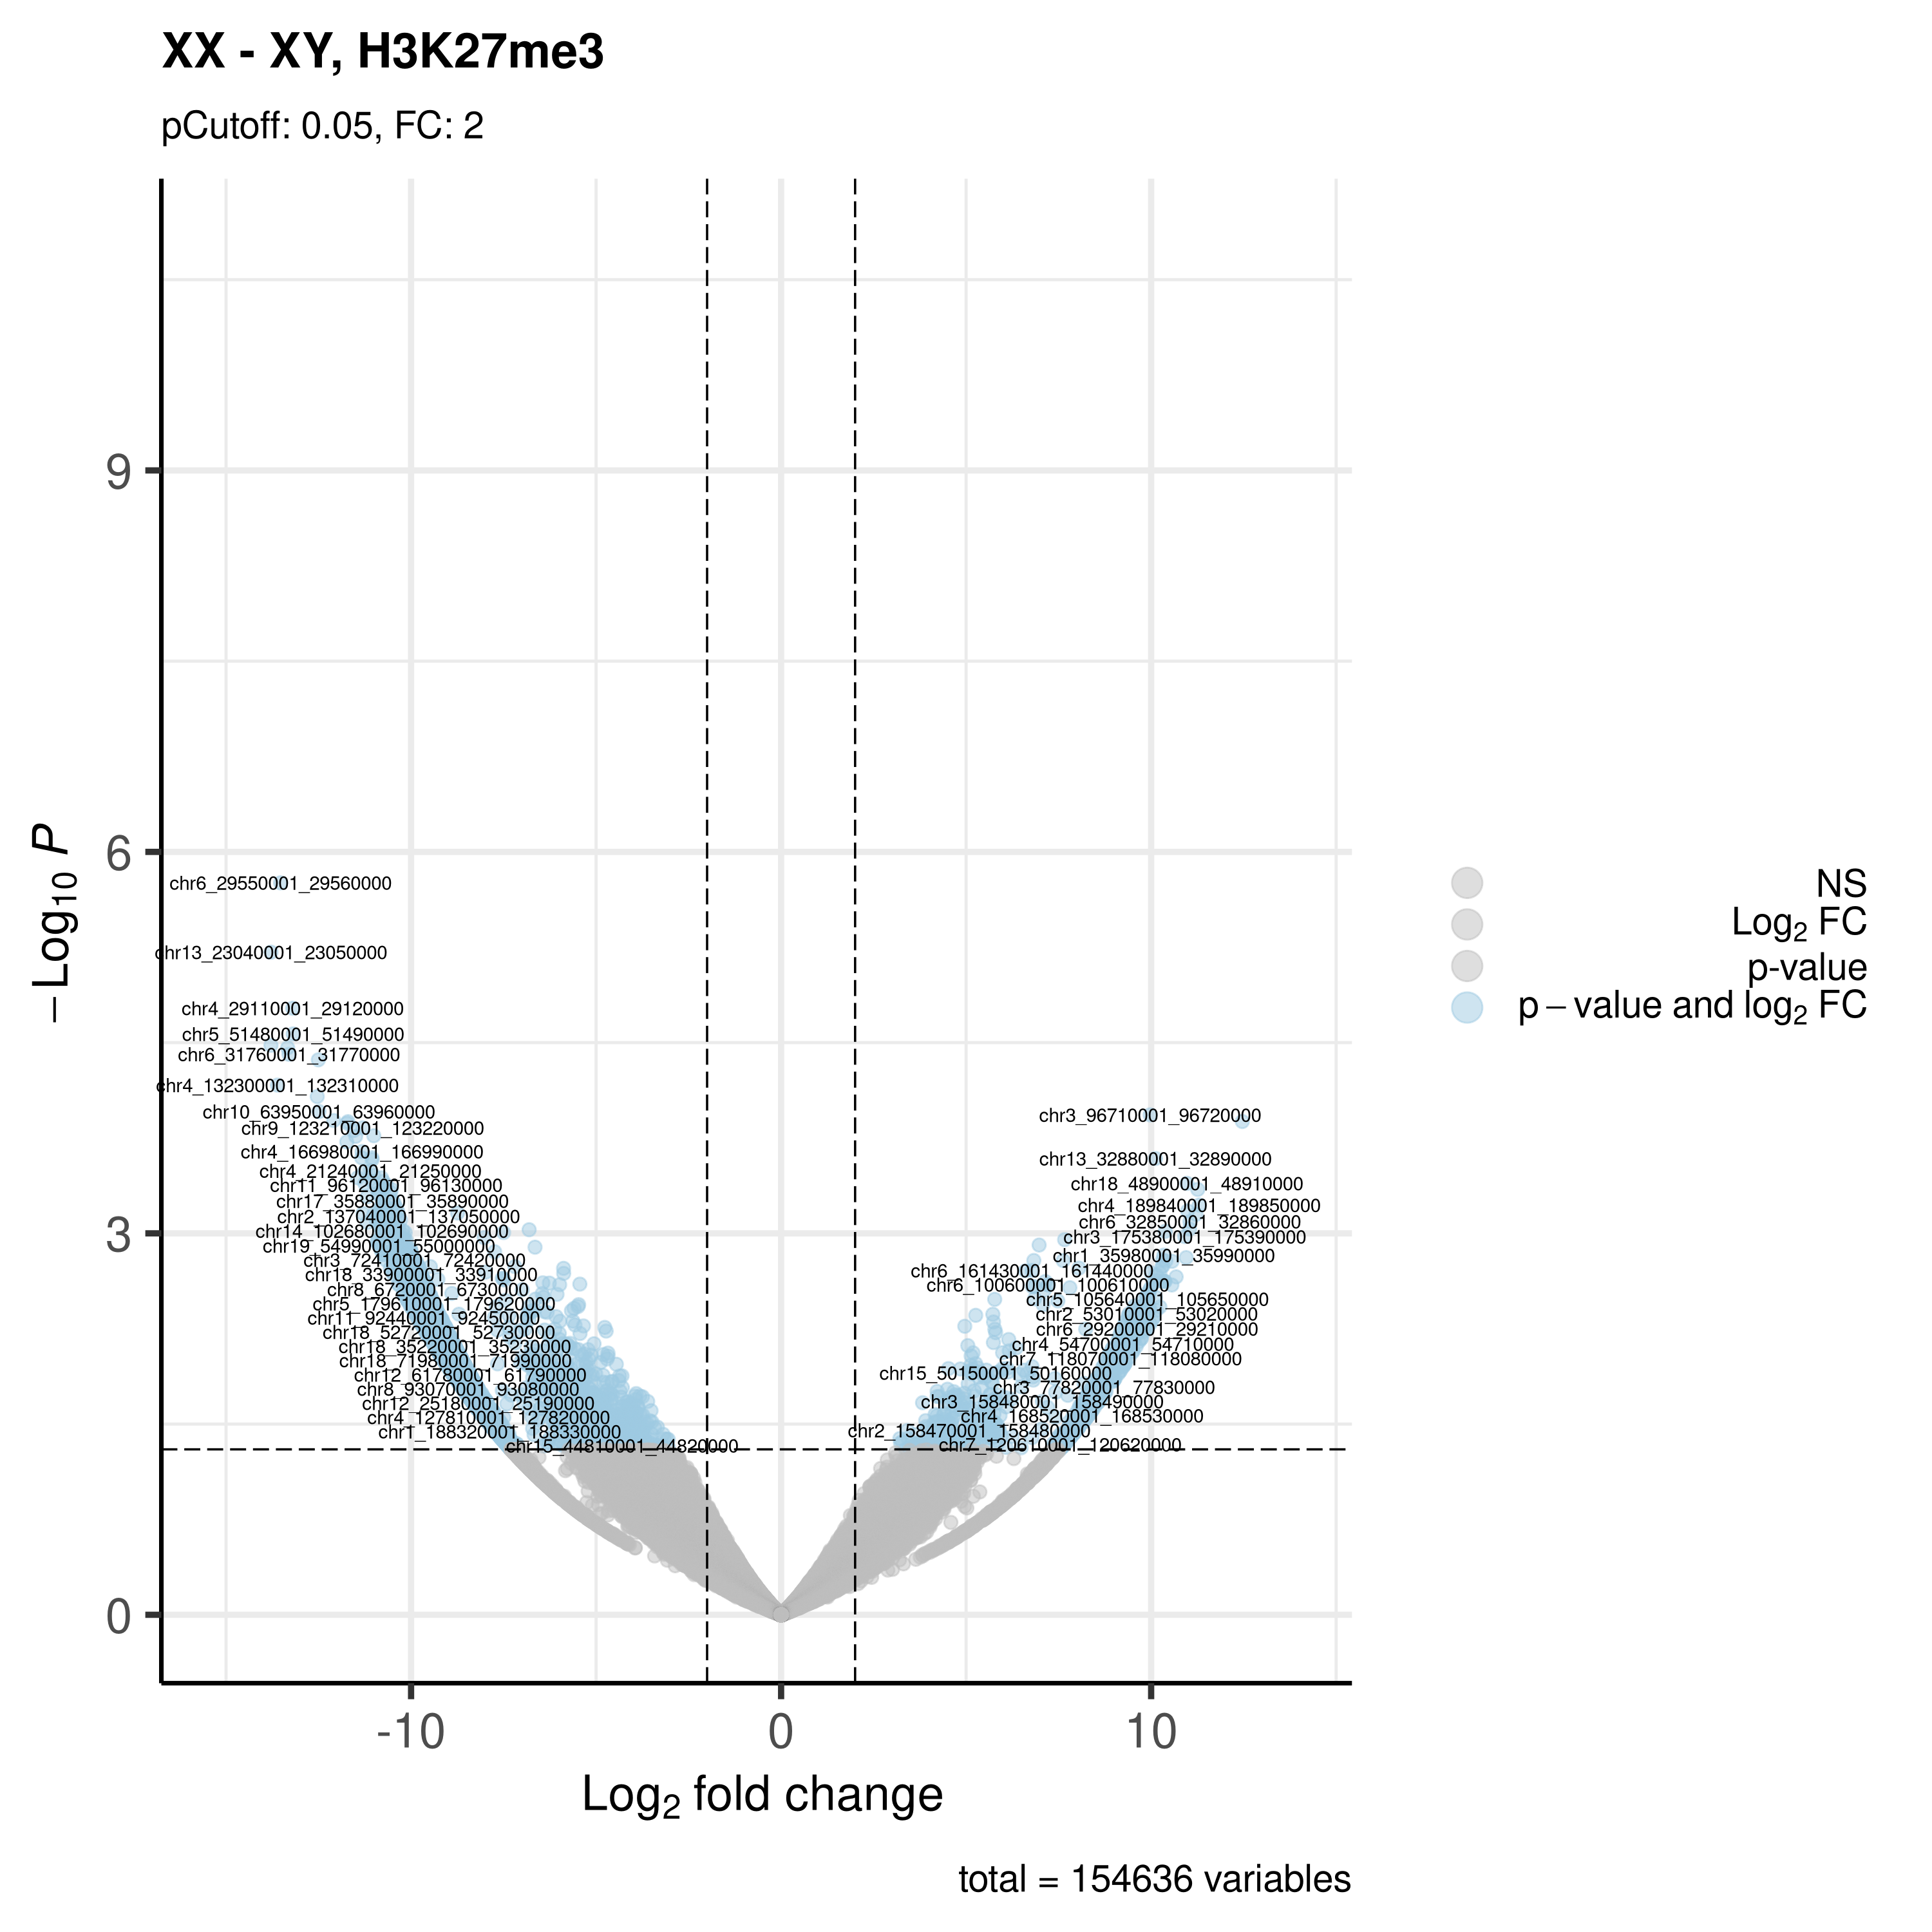 XX - XY, H3K27me3
pCutoff: 0.05, FC: 2
−Log10 P
9
6
3
0
chr6_29550001_29560000
chr13_23040001_23050000
chr4_29110001_29120000
chr5_51480001_51490000
chr6_31760001_31770000
chr4_132300001_132310000
chr10_63950001_63960000
chr9_123210001_123220000
chr4_166980001_166990000
chr4_21240001_21250000
chr11_96120001_96130000
chr17_35880001_35890000
chr2_137040001_137050000
chr14_102680001_102690000
chr19_54990001_55000000
chr3_72410001_72420000
chr18_33900001_33910000
chr8_6720001_6730000
chr5_179610001_179620000
chr11_92440001_92450000
chr18_52720001_52730000
chr18_35220001_35230000
chr18_71980001_71990000
chr12_61780001_61790000
chr8_93070001_93080000
chr12_25180001_25190000
chr4_127810001_127820000
chr1_188320001_188330000
chr15_44810001_44820000
chr3_96710001_96720000
chr13_32880001_32890000
chr18_48900001_48910000
chr4_189840001_189850000
chr6_32850001_32860000
chr3_175380001_175390000
chr1_35980001_35990000
chr6_161430001_161440000
chr6_100600001_100610000
chr5_105640001_105650000
chr2_53010001_53020000
chr6_29200001_29210000
chr4_54700001_54710000
chr7_118070001_118080000
chr15_50150001_50160000
chr3_77820001_77830000
chr3_158480001_158490000
chr4_168520001_168530000
chr2_158470001_158480000
chr7_120610001_120620000
-10
0
10
Log2 fold change
NS
Log2 FC
p-value
p − value and log2 FC
total = 154636 variables